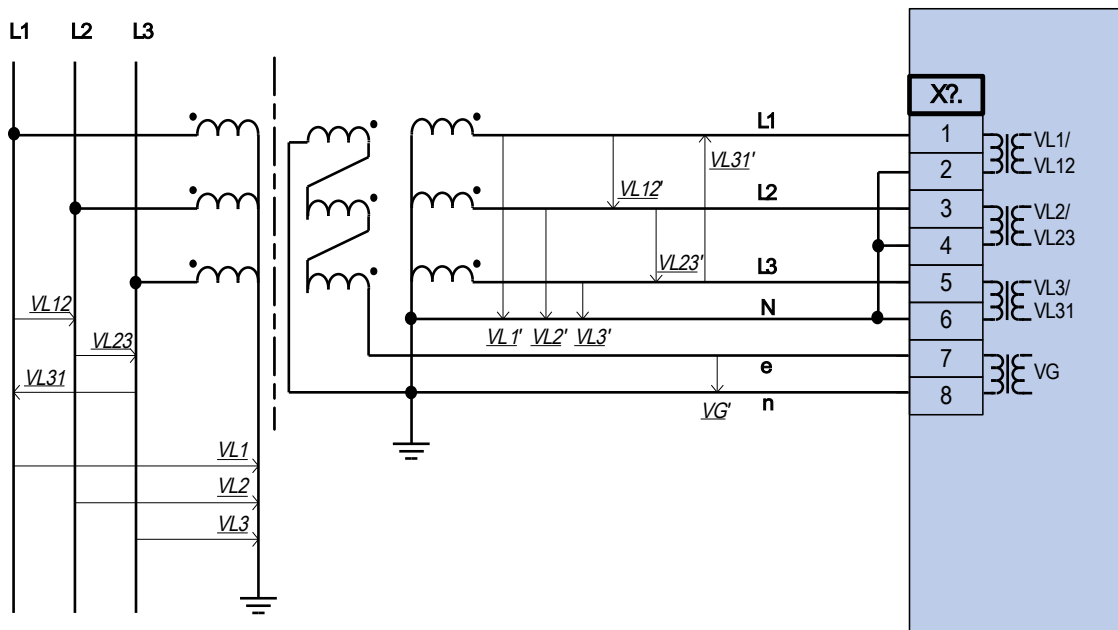 L1 L2 L3
X?.
L1
1
VL1/
VL31'
2
VL12
VL12'
L2
3
VL2/
4
VL23
VL23'
L3
5
VL3/
VL12
N
6
VL31
VL1' VL2' VL3'
VL23
7
e
VG
VL31
n
8
VG'
VL1
VL2
VL3